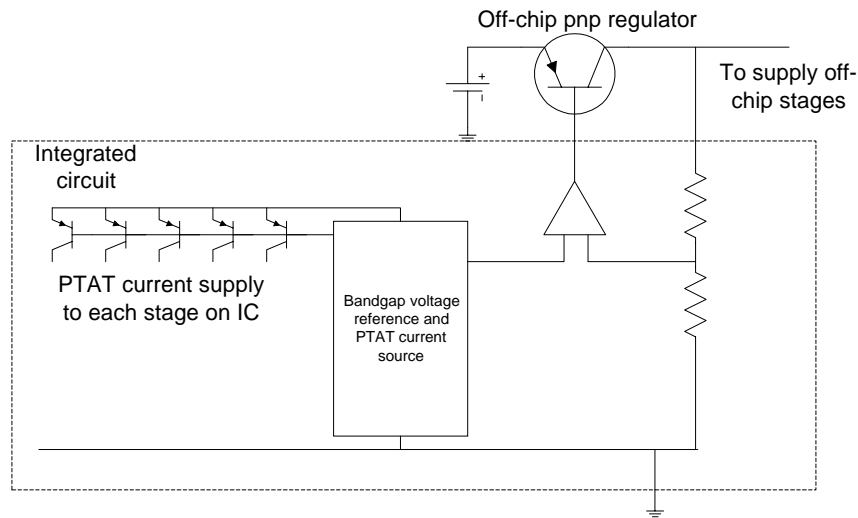 Off-chip pnp regulator
+
−
To supply off-
chip stages
Integrated
circuit
PTAT current supply
to each stage on IC
Bandgap voltage
reference and
PTAT current
source